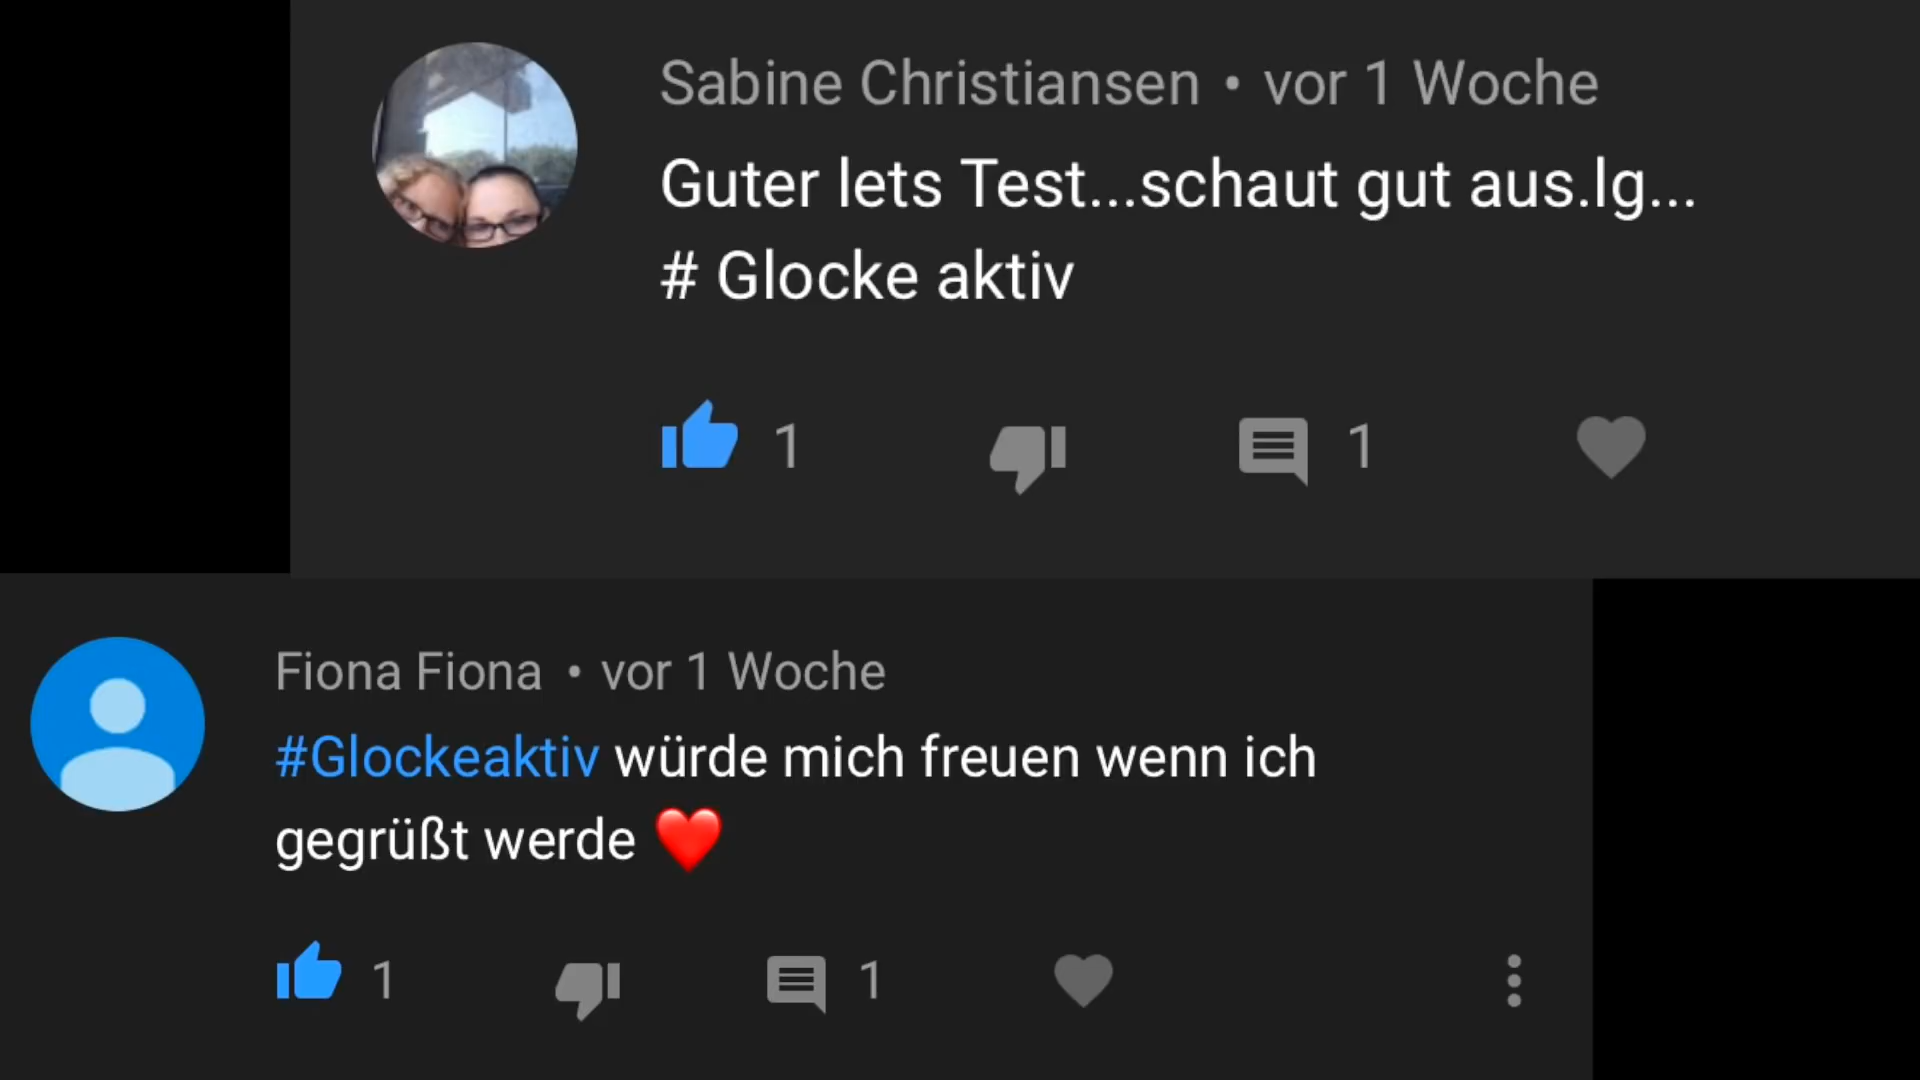 Sabine Christiansen • vor 1 Woche
Guter lets Test...schaut gut aus.lg...
# Glocke aktiv
1 1
Fiona Fiona • vor 1 Woche
#Glockeaktiv würde mich freuen wenn ich
gegrüßt werde ❤️
1 1